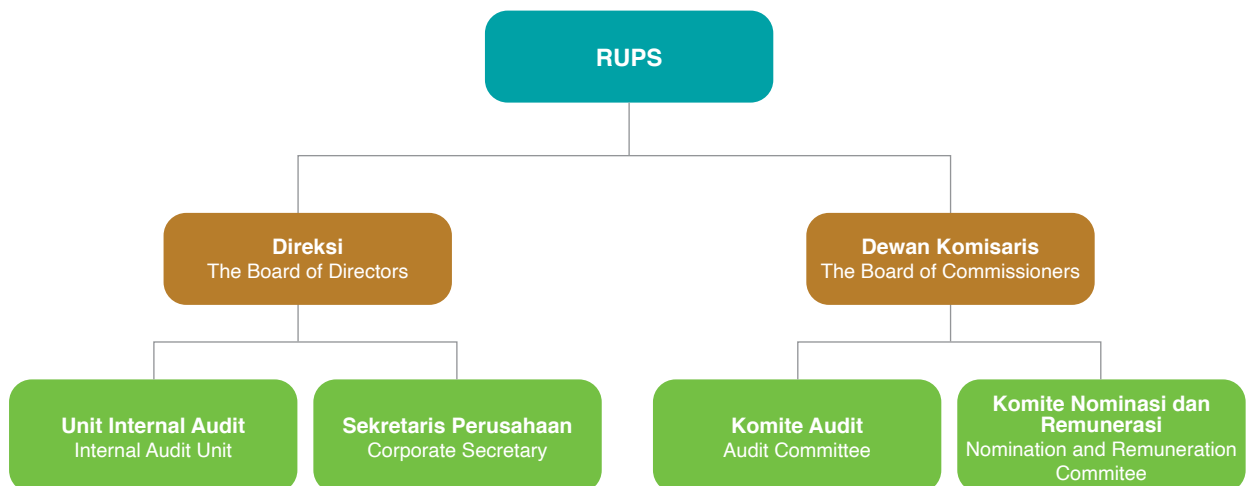 RUPS
Direksi
The Board of Directors
Dewan Komisaris
The Board of Commissioners
Unit Internal Audit
Internal Audit Unit
Sekretaris Perusahaan
Corporate Secretary
Komite Audit
Audit Committee
Komite Nominasi dan
Remunerasi
Nomination and Remuneration
Commitee